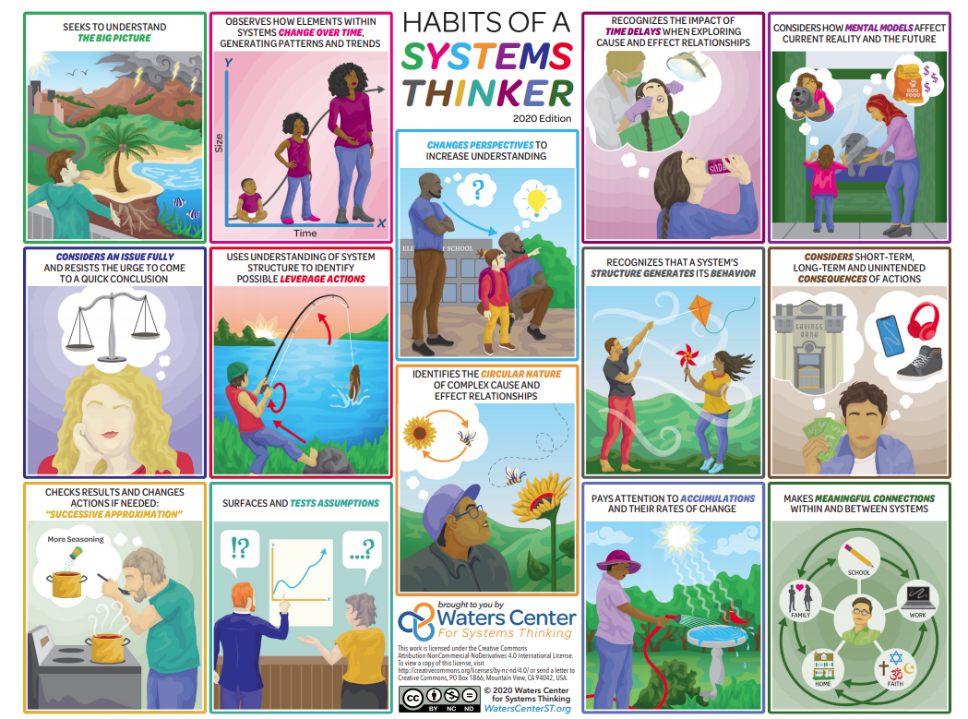 SEEKS TO UNDERSTAND
THE BIG PICTURE
OBSERVES HOW ELEMENTS WITHIN
SYSTEMS CHANGE OVER TIME,
GENERATING PATTERNS AND TRENDS
Y
Size
Time
X
HABITS OF A
SYSTEMS
THINKER
2020 Edition
RECOGNIZES THE IMPACT OF
TIME DELAYS WHEN EXPLORING
CAUSE AND EFFECT RELATIONSHIPS
SODA
CONSIDERS HOW MENTAL MODELS AFFECT
CURRENT REALITY AND THE FUTURE
DOG
FOOD
$
$
$
CHANGES PERSPECTIVES TO
INCREASE UNDERSTANDING
?
SCHOOL
CONSIDERS AN ISSUE FULLY
AND RESISTS THE URGE TO COME
TO A QUICK CONCLUSION
USES UNDERSTANDING OF SYSTEM
STRUCTURE TO IDENTIFY
POSSIBLE LEVERAGE ACTIONS
IDENTIFIES THE CIRCULAR NATURE
OF COMPLEX CAUSE AND
EFFECT RELATIONSHIPS
RECOGNIZES THAT A SYSTEM'S
STRUCTURE GENERATES ITS BEHAVIOR
CONSIDERS SHORT-TERM,
LONG-TERM AND UNINTENDED
CONSEQUENCES OF ACTIONS
SAVINGS
BANK
CHECKS RESULTS AND CHANGES
ACTIONS IF NEEDED:
"SUCCESSIVE APPROXIMATION"
More Seasoning
SURFACES AND TESTS ASSUMPTIONS
!?
...?
PAYS ATTENTION TO ACCUMULATIONS
AND THEIR RATES OF CHANGE
MAKES MEANINGFUL CONNECTIONS
WITHIN AND BETWEEN SYSTEMS
SCHOOL
FAMILY
WORK
HOME
FAITH
brought to you by
Waters Center
For Systems Thinking
This work is licensed under the Creative Commons
Attribution-NonCommercial-NoDerivatives 4.0 International License.
To view a copy of this license, visit
http://creativecommons.org/licenses/by-nc-nd/4.0/ or send a letter to
Creative Commons, PO Box 1866, Mountain View, CA 94042, USA.
cc
BY NC ND
© 2020 Waters Center
for Systems Thinking
WatersCenterST.org